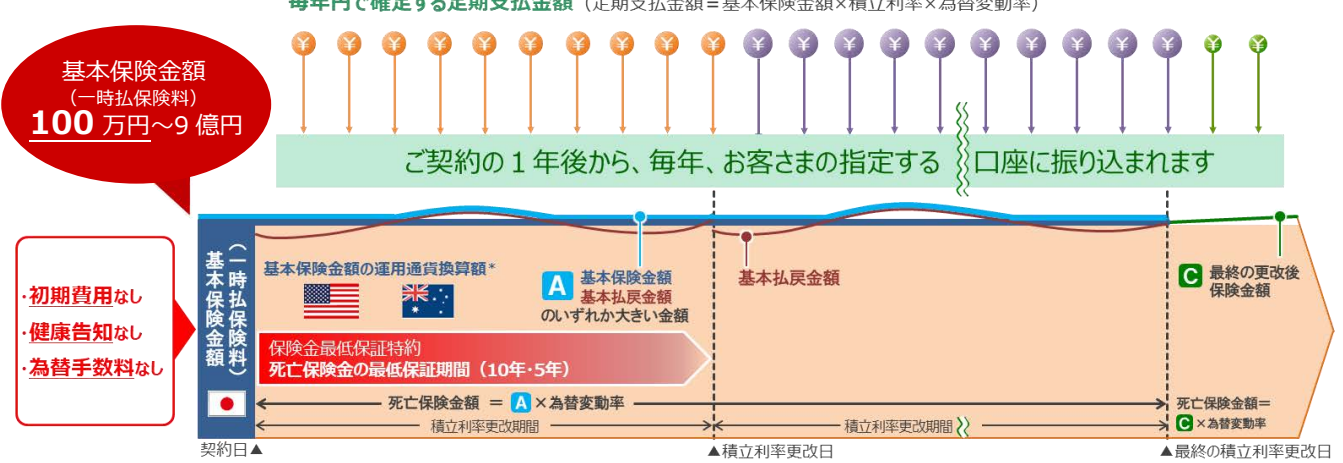 毎年円で確定する定期支払金額（定期支払金額＝基本保険金額×積立利率×為替変動率）
¥ ¥ ¥ ¥ ¥ ¥ ¥ ¥ ¥ ¥ ¥ ¥ ¥ ¥ ¥ ¥ ¥ ¥ ¥ ¥ ¥ ¥
基本保険金額
（一時払保険料）
100 万円～9 億円
ご契約の１年後から、毎年、お客さまの指定する 口座に振り込まれます
・初期費用なし
・健康告知なし
・為替手数料なし
基本保険金額
（一時払保険料）
基本保険金額の運用通貨換算額*
A 基本保険金額
基本払戻金額
のいずれか大きい金額
基本払戻金額
C 最終の更改後
保険金額
保険金最低保証特約
死亡保険金の最低保証期間（10年・5年）
死亡保険金額 ＝ A ×為替変動率
死亡保険金額＝
C ×為替変動率
積立利率更改期間
積立利率更改期間
契約日▲
▲積立利率更改日
▲最終の積立利率更改日